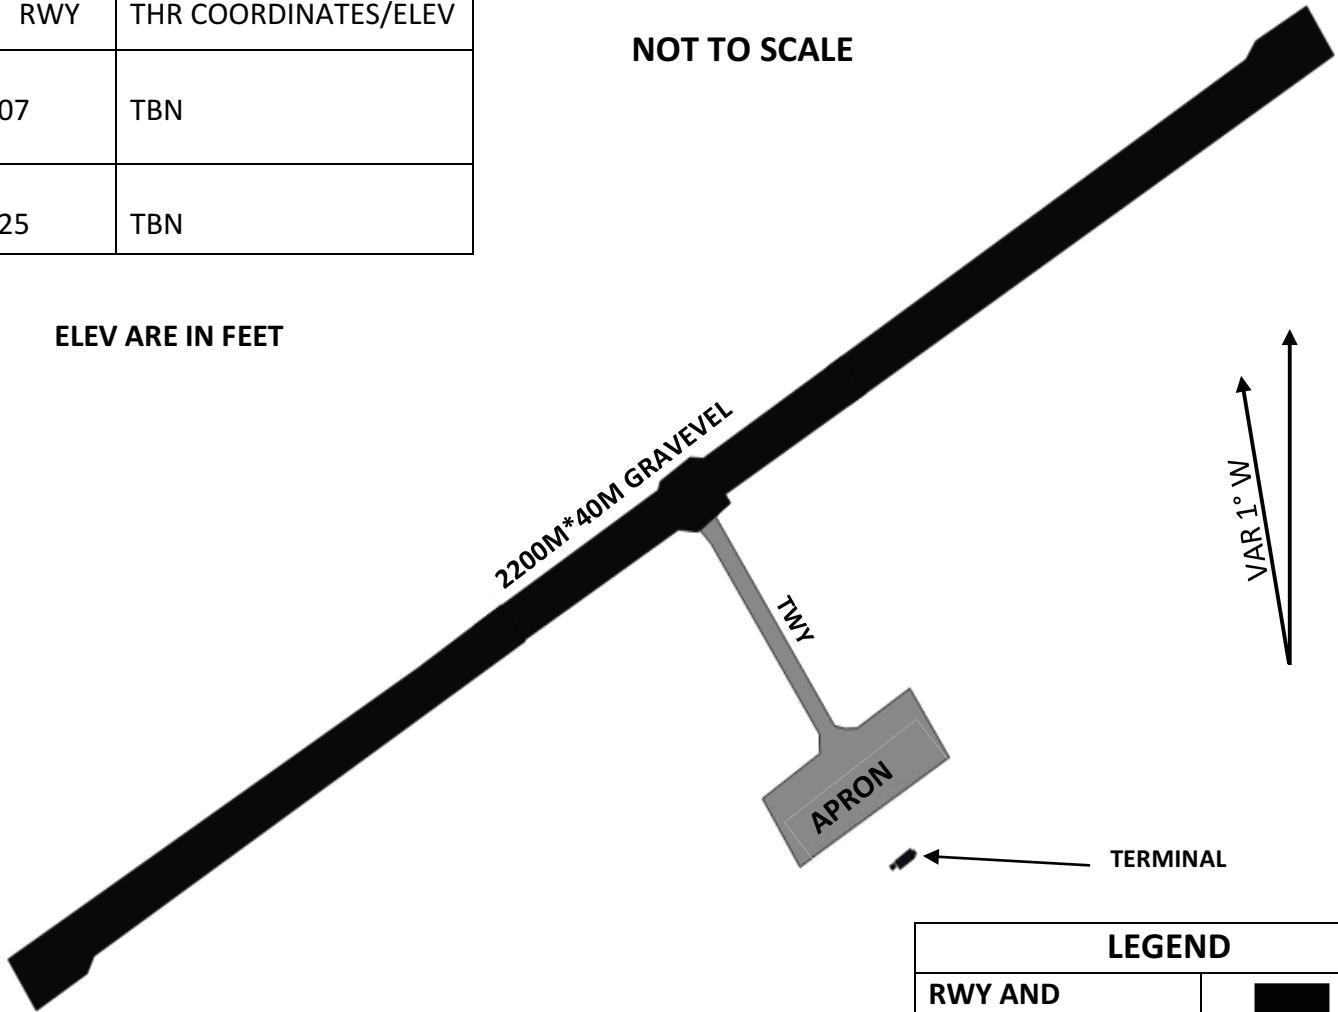 RWY THR COORDINATES/ELEV
NOT TO SCALE
07 TBN
25 TBN
ELEV ARE IN FEET
2200M*40M GRAVEVEL
VAR 1° W
TWY
APRON
TERMINAL
LEGEND
RWY AND